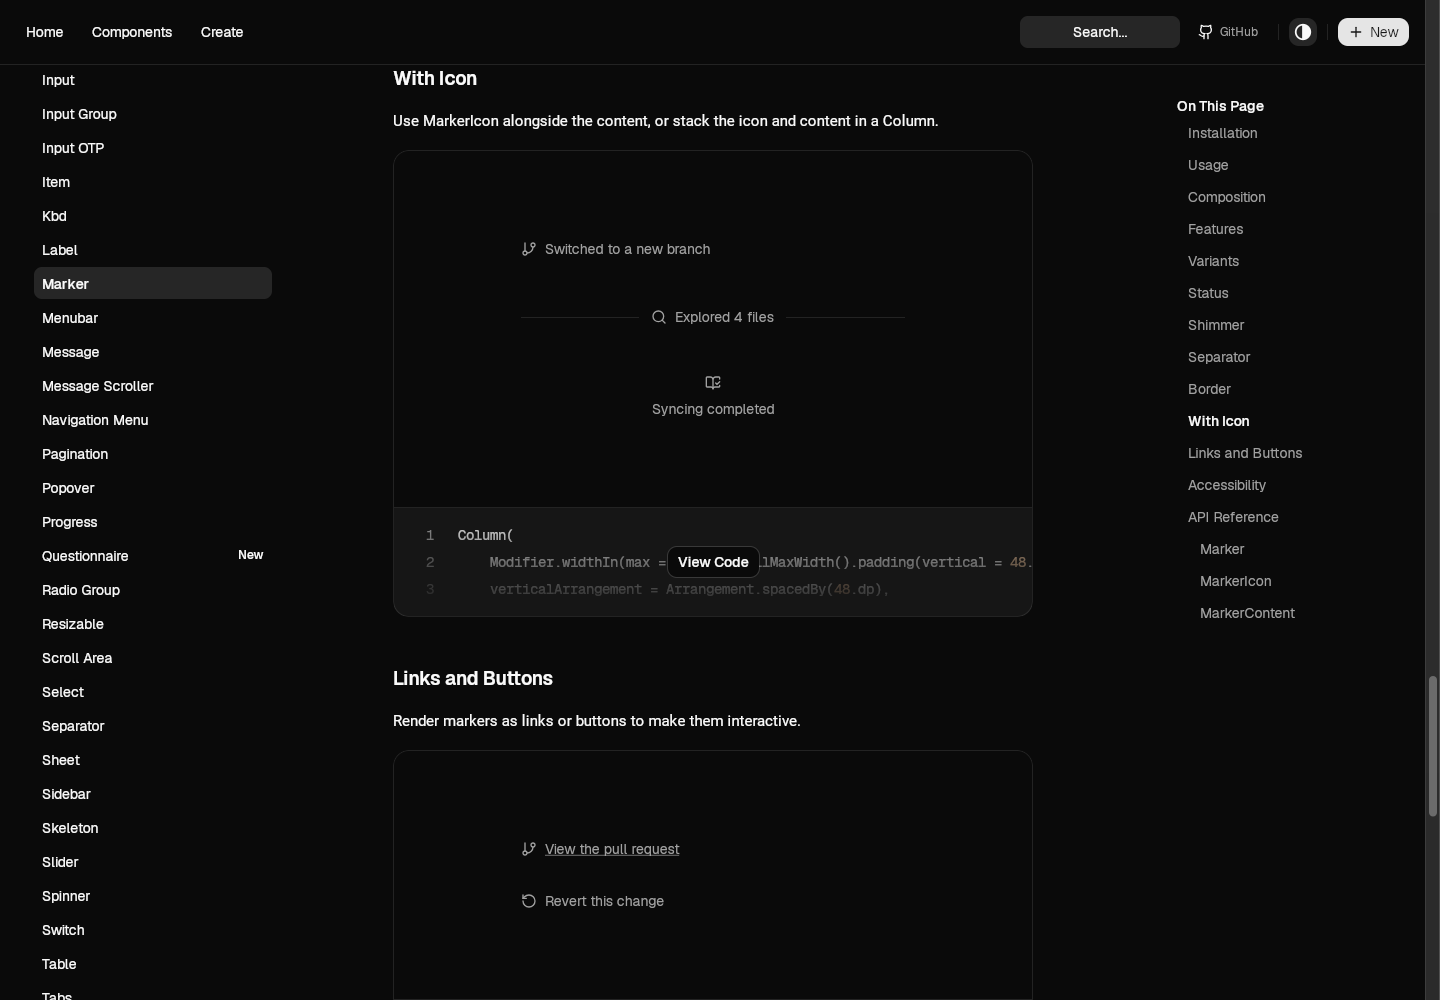 Home
Components
Create
Search...
GitHub
New
Input
Input Group
Input OTP
Item
Kbd
Label
Marker
Menubar
Message
Message Scroller
Navigation Menu
Pagination
Popover
Progress
Questionnaire New
Radio Group
Resizable
Scroll Area
Select
Separator
Sheet
Sidebar
Skeleton
Slider
Spinner
Switch
Table
Tabs
With Icon
Use MarkerIcon alongside the content, or stack the icon and content in a Column.
Switched to a new branch
Explored 4 files
Syncing completed
1 Column(
2 Modifier.widthIn(max = lMaxWidth().padding(vertical = 48.
View Code
3 verticalArrangement = Arrangement.spacedBy(48.dp),
Links and Buttons
Render markers as links or buttons to make them interactive.
View the pull request
Revert this change
On This Page
Installation
Usage
Composition
Features
Variants
Status
Shimmer
Separator
Border
With Icon
Links and Buttons
Accessibility
API Reference
Marker
MarkerIcon
MarkerContent